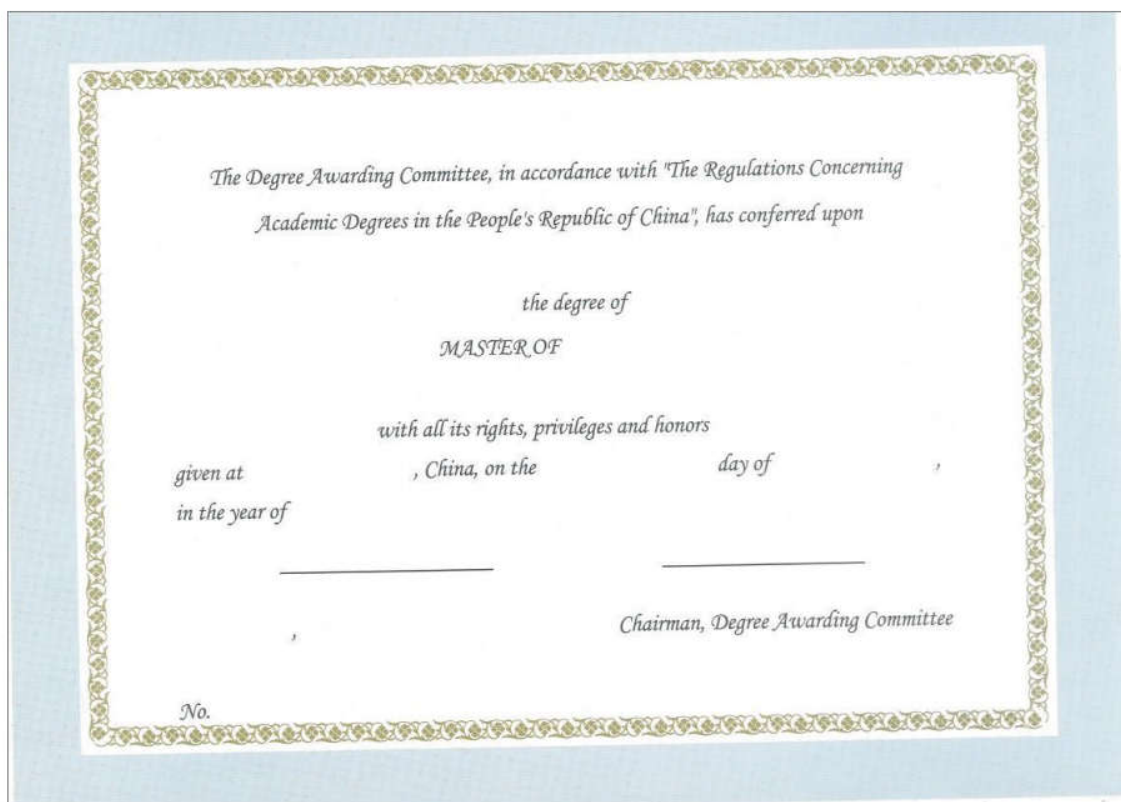 The Degree Awarding Committee, in accordance with "The Regulations Concerning
Academic Degrees in the People's Republic of China", has conferred upon
the degree of
MASTER OF
with all its rights, privileges and honors
given at , China, on the day of ,
in the year of
, Chairman, Degree Awarding Committee
No.